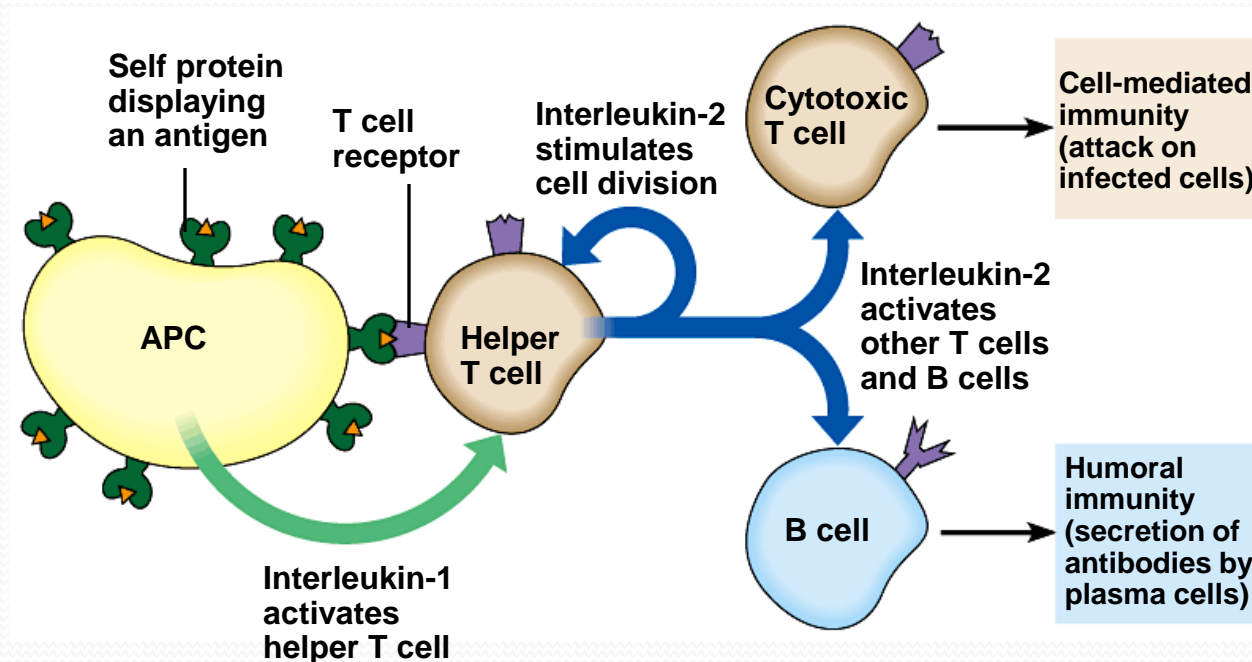 Self protein
displaying
an antigen
T cell
receptor
Interleukin-2
stimulates
cell division
Cytotoxic
T cell
Cell-mediated
immunity
(attack on
infected cells)
APC
Helper
T cell
Interleukin-2
activates
other T cells
and B cells
Interleukin-1
activates
helper T cell
B cell
Humoral
immunity
(secretion of
antibodies by
plasma cells)